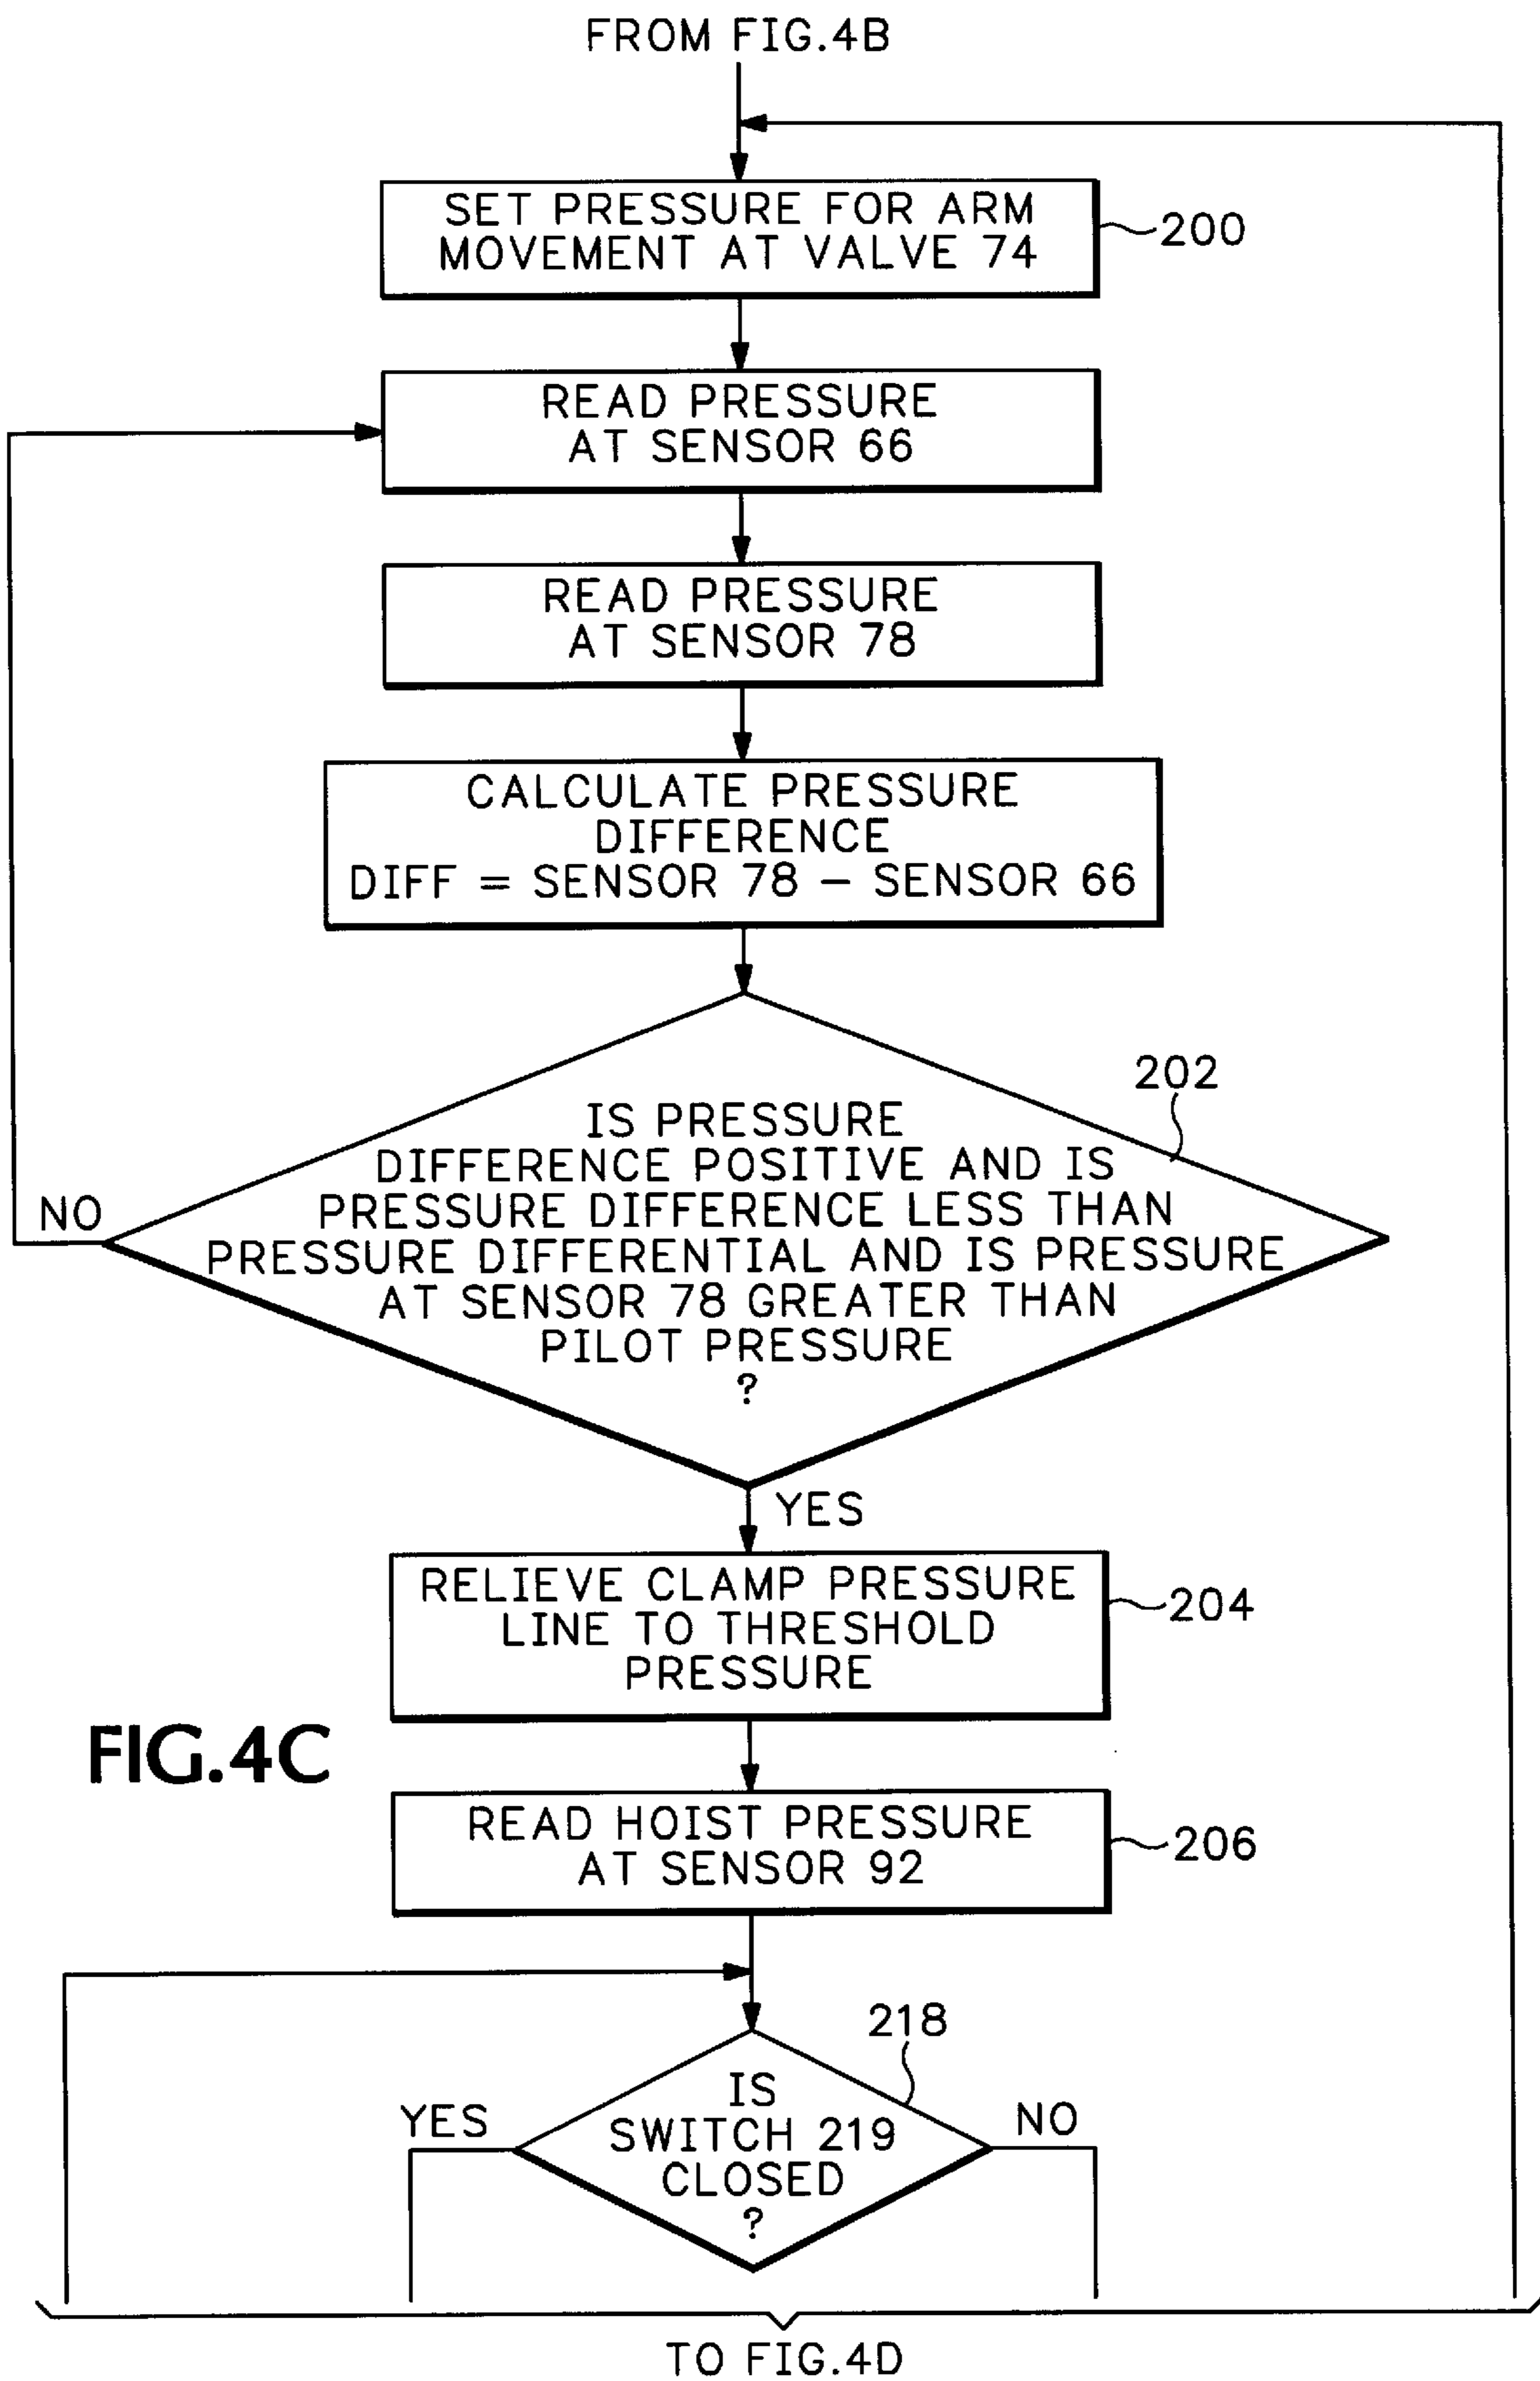 FROM FIG.4B
SET PRESSURE FOR ARM
MOVEMENT AT VALVE 74
200
READ PRESSURE
AT SENSOR 66
READ PRESSURE
AT SENSOR 78
CALCULATE PRESSURE
DIFFERENCE
DIFF = SENSOR 78 – SENSOR 66
202
IS PRESSURE
DIFFERENCE POSITIVE AND IS
PRESSURE DIFFERENCE LESS THAN
PRESSURE DIFFERENTIAL AND IS PRESSURE
AT SENSOR 78 GREATER THAN
PILOT PRESSURE
?
NO
YES
RELIEVE CLAMP PRESSURE
LINE TO THRESHOLD
PRESSURE
204
FIG.4C
READ HOIST PRESSURE
AT SENSOR 92
206
218
IS
SWITCH 219
CLOSED
?
YES
NO
TO FIG.4D